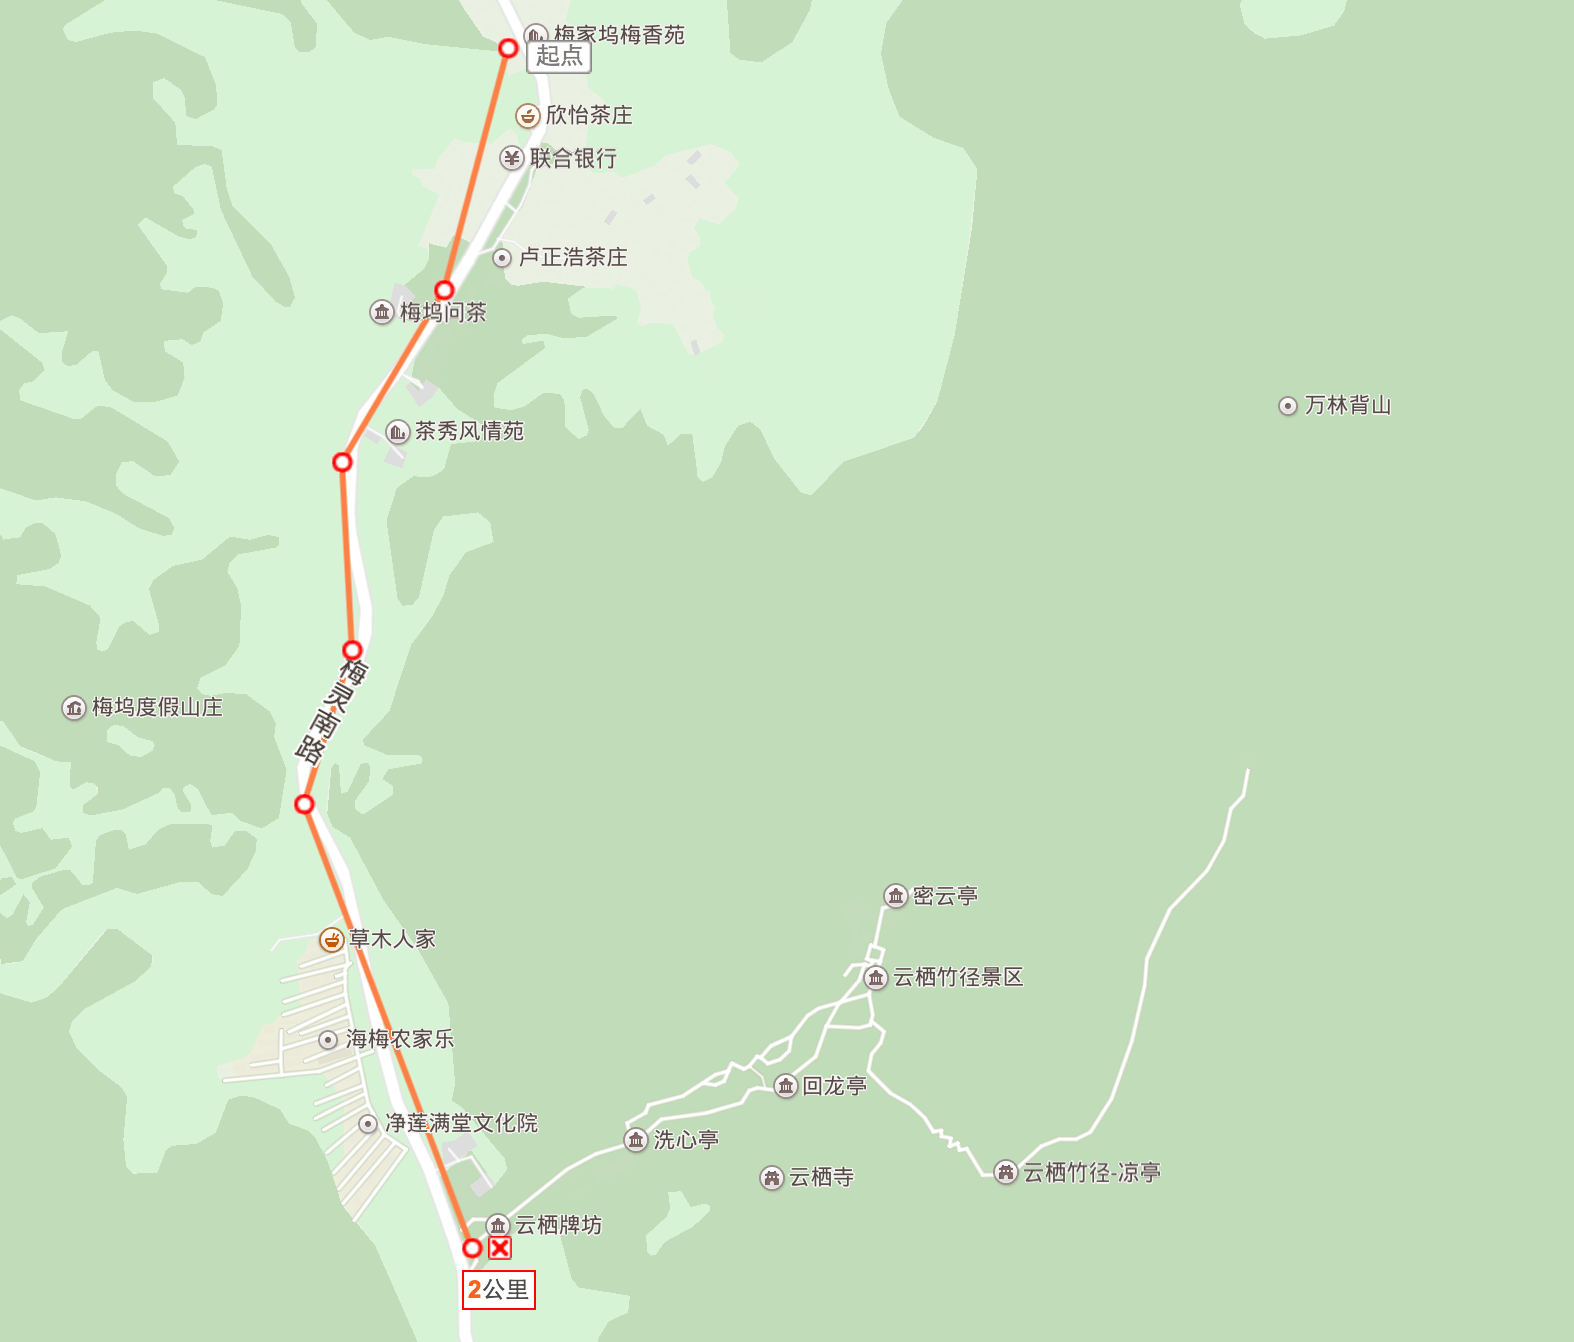 梅家坞梅香苑
起点
欣怡茶庄
联合银行
卢正浩茶庄
梅坞问茶
万林背山
茶秀风情苑
梅灵南路
梅坞度假山庄
密云亭
草木人家
云栖竹径景区
海梅农家乐
回龙亭
净莲满堂文化院
洗心亭
云栖寺
云栖竹径-凉亭
云栖牌坊
2公里